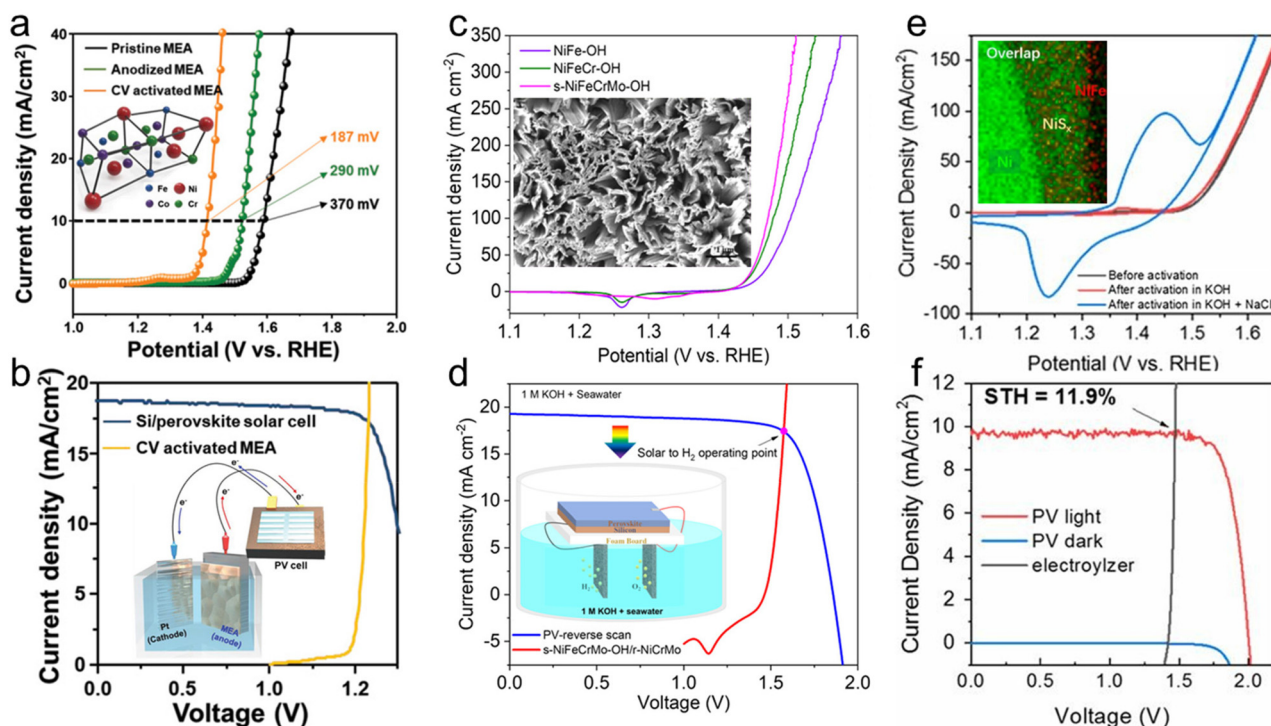 a
Current density (mA/cm²)
40
30
20
10
0
Pristine MEA
Anodized MEA
CV activated MEA
187 mV
290 mV
370 mV
Fe Ni
Co Cr
1.0 1.2 1.4 1.6 1.8 2.0
Potential (V vs. RHE)
b
Current density (mA/cm²)
20
15
10
5
0
Si/perovskite solar cell
CV activated MEA
e⁻ e⁻ e⁻ e⁻
PV cell
Pt
(Cathode)
MEA
(anode)
0.0 0.4 0.8 1.2
Voltage (V)
c
Current density (mA cm⁻²)
350
300
250
200
150
100
50
0
NiFe-OH
NiFeCr-OH
s-NiFeCrMo-OH
1.1 1.2 1.3 1.4 1.5 1.6
Potential (V vs. RHE)
d
Current density (mA cm⁻²)
20
15
10
5
0
-5
1 M KOH + Seawater
Solar to H₂ operating point
Perovskite
Silicon
Foam Board
H₂ O₂
1 M KOH + seawater
PV-reverse scan
s-NiFeCrMo-OH/r-NiCrMo
0.0 0.5 1.0 1.5 2.0
Voltage (V)
e
Current Density (mA/cm²)
150
100
50
0
-50
-100
Overlap
NiFe
NiSₓ
Ni
Before activation
After activation in KOH
After activation in KOH + NaCl
1.1 1.2 1.3 1.4 1.5 1.6
Potential (V vs. RHE)
f
Current Density (mA/cm²)
12
10
8
6
4
2
0
STH = 11.9%
PV light
PV dark
electroylzer
0.0 0.5 1.0 1.5 2.0
Voltage (V)